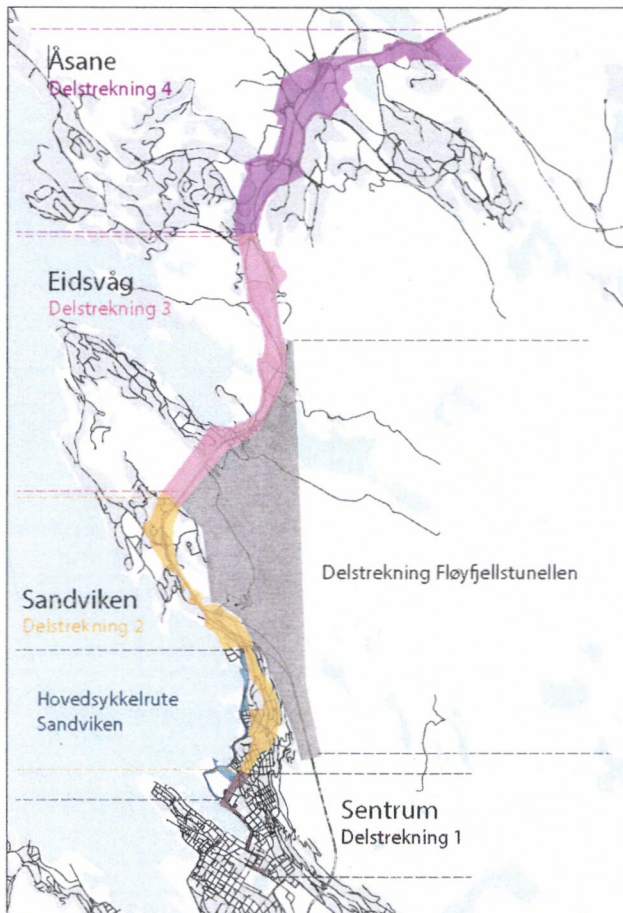 Åsane
Delstrekning 4
Eidsvåg
Delstrekning 3
Delstrekning Fløyfjellstunellen
Sandviken
Delstrekning 2
Hovedsykkelrute
Sandviken
Sentrum
Delstrekning 1